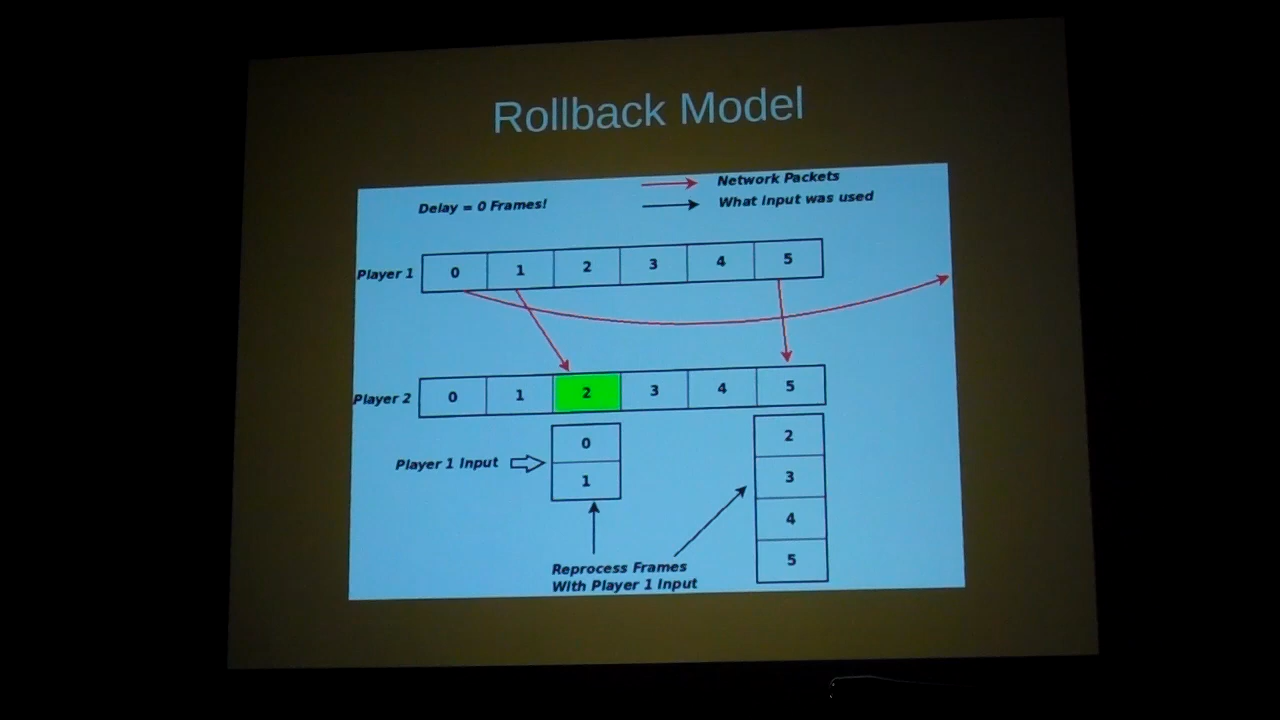 Rollback Model
Delay = 0 Frames!
Network Packets
What input was used
Player 1
0 1 2 3 4 5
Player 2
0 1 2 3 4 5
Player 1 Input
0
1
2
3
4
5
Reprocess Frames
With Player 1 Input